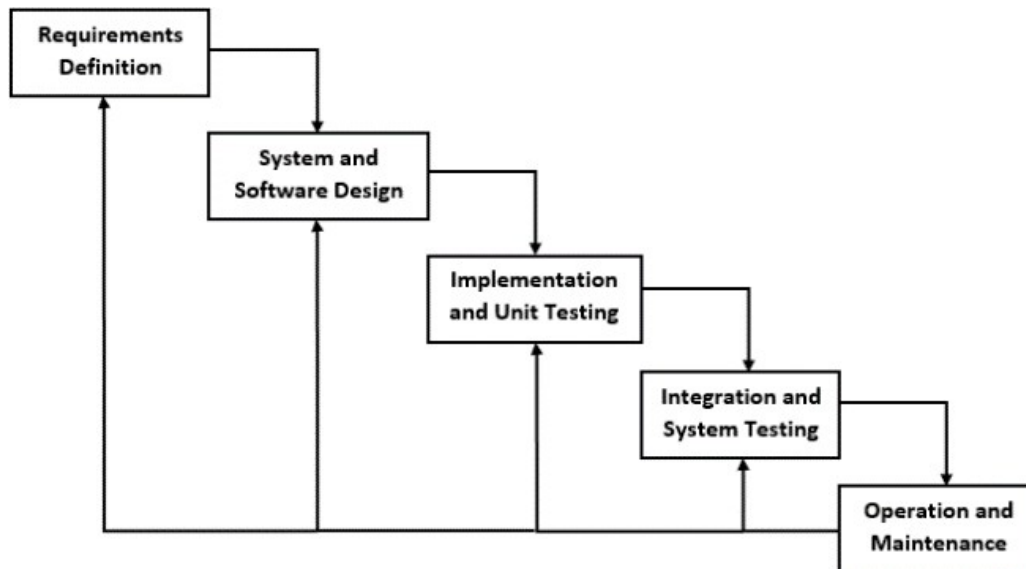 Requirements
Definition
System and
Software Design
Implementation
and Unit Testing
Integration and
System Testing
Operation and
Maintenance